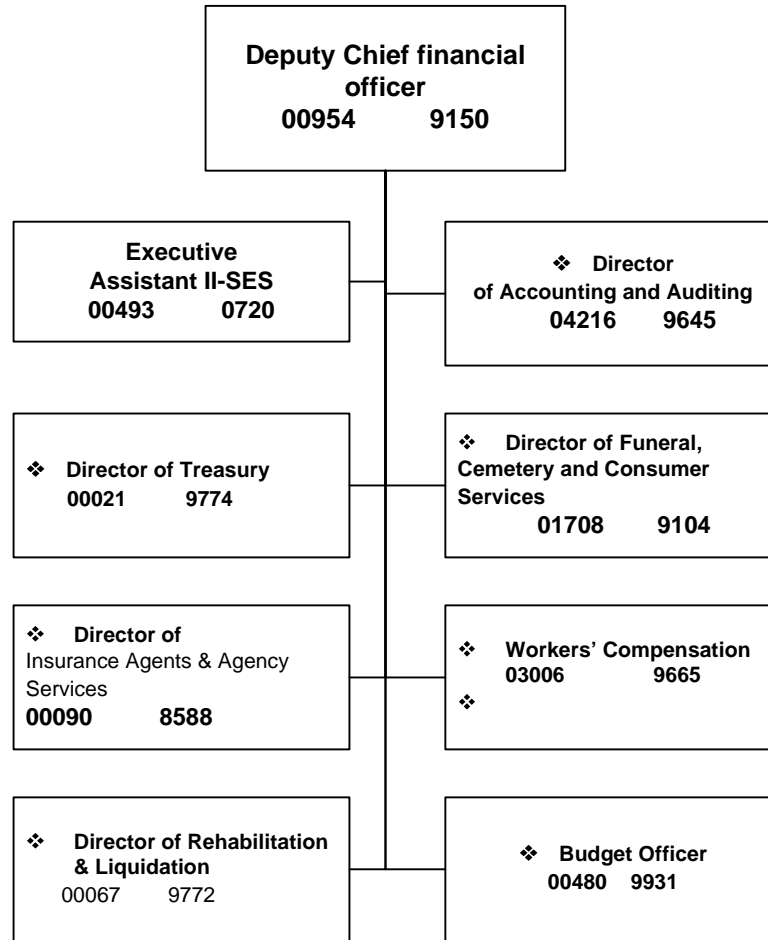 Deputy Chief financial
officer
00954 9150
Executive
Assistant II-SES
00493 0720
❖ Director
of Accounting and Auditing
04216 9645
❖ Director of Treasury
00021 9774
❖ Director of Funeral,
Cemetery and Consumer
Services
01708 9104
❖ Director of
Insurance Agents & Agency
Services
00090 8588
❖ Workers’ Compensation
03006 9665
❖
❖ Director of Rehabilitation
& Liquidation
00067 9772
❖ Budget Officer
00480 9931